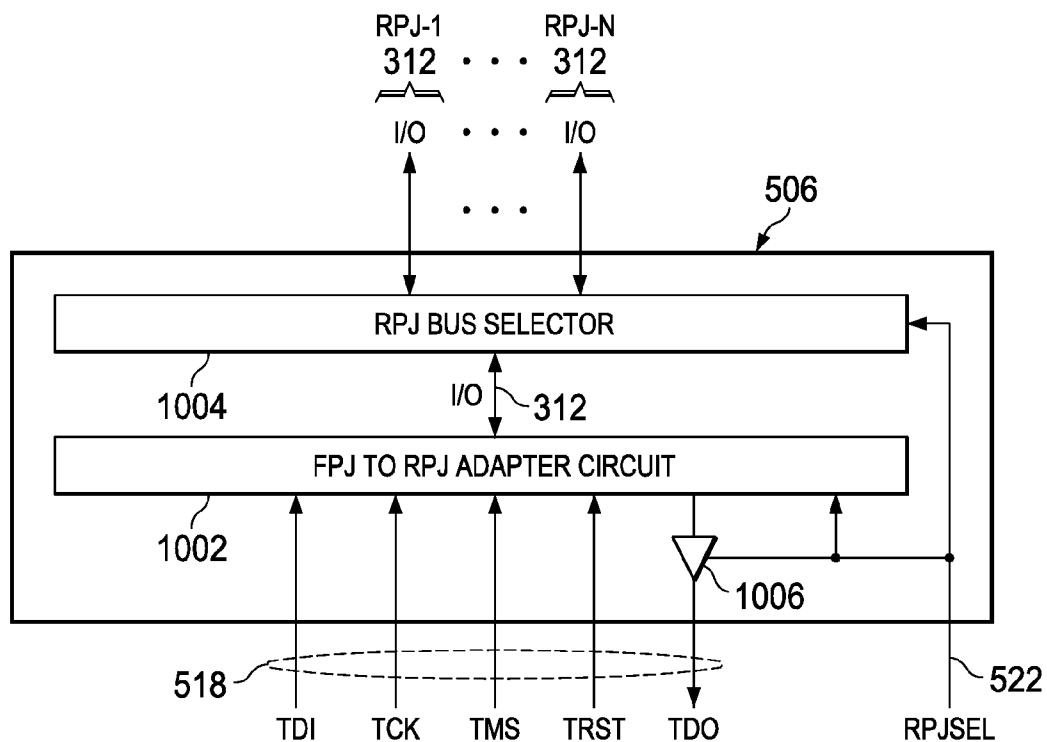 RPJ-1 RPJ-N
312 • • • 312
I/O • • • I/O
• • •
506
RPJ BUS SELECTOR
1004
I/O 312
FPJ TO RPJ ADAPTER CIRCUIT
1002
1006
518
522
TDI TCK TMS TRST TDO RPJSEL